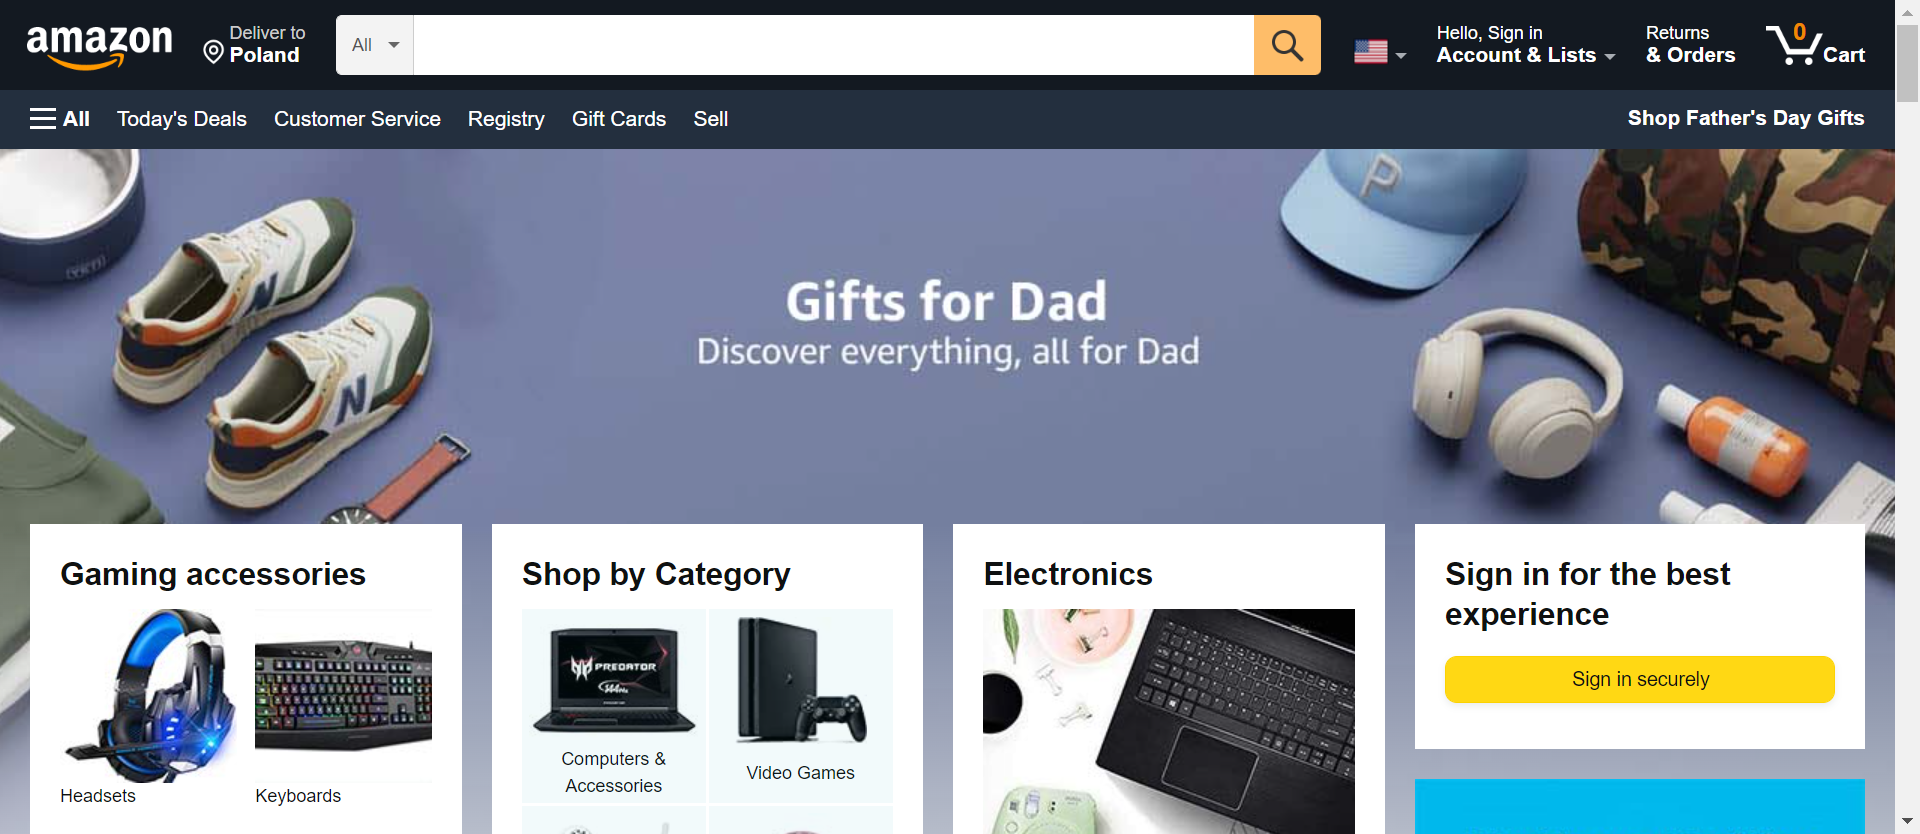 amazon
Deliver to
Poland
All
Hello, Sign in
Account & Lists
Returns
& Orders
0
Cart
All
Today's Deals
Customer Service
Registry
Gift Cards
Sell
Shop Father's Day Gifts
P
Gifts for Dad
Discover everything, all for Dad
N
N
Gaming accessories
Headsets
Keyboards
Shop by Category
PREDATOR
Computers &
Accessories
Video Games
Electronics
Sign in for the best
experience
Sign in securely